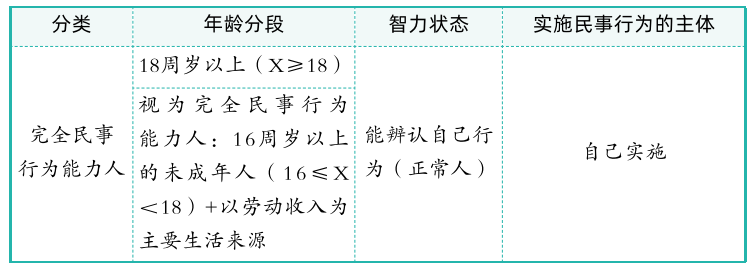 分类 年龄分段 智力状态 实施民事行为的主体
18周岁以上（X≥18）
视为完全民事行为
能力人：16周岁以上
的未成年人（16≤X
<18）+以劳动收入为
主要生活来源
完全民事
行为能力人
能辨认自己行
为（正常人）
自己实施